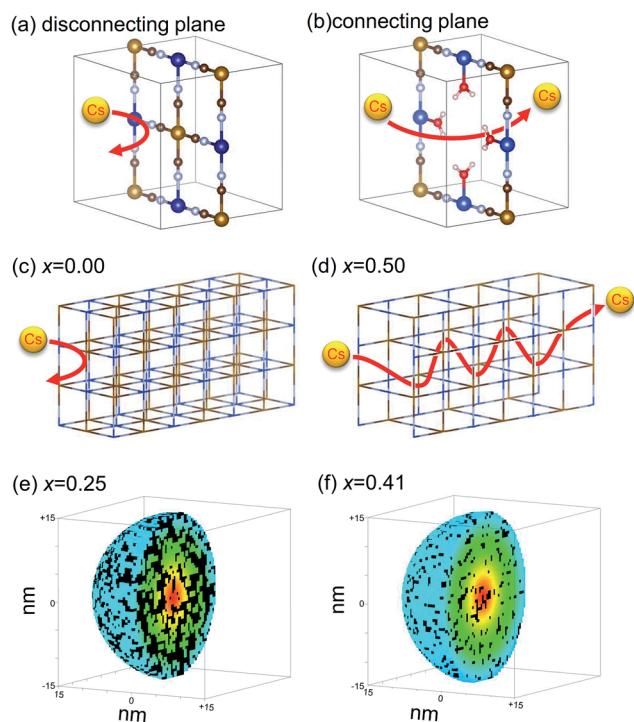 (a) disconnecting plane
(b)connecting plane
Cs
Cs
Cs
(c) x=0.00
(d) x=0.50
Cs
Cs
Cs
(e) x=0.25
(f) x=0.41
+15
nm
0
-15
15
0
+15
nm
+15
nm
0
-15
15
0
+15
nm